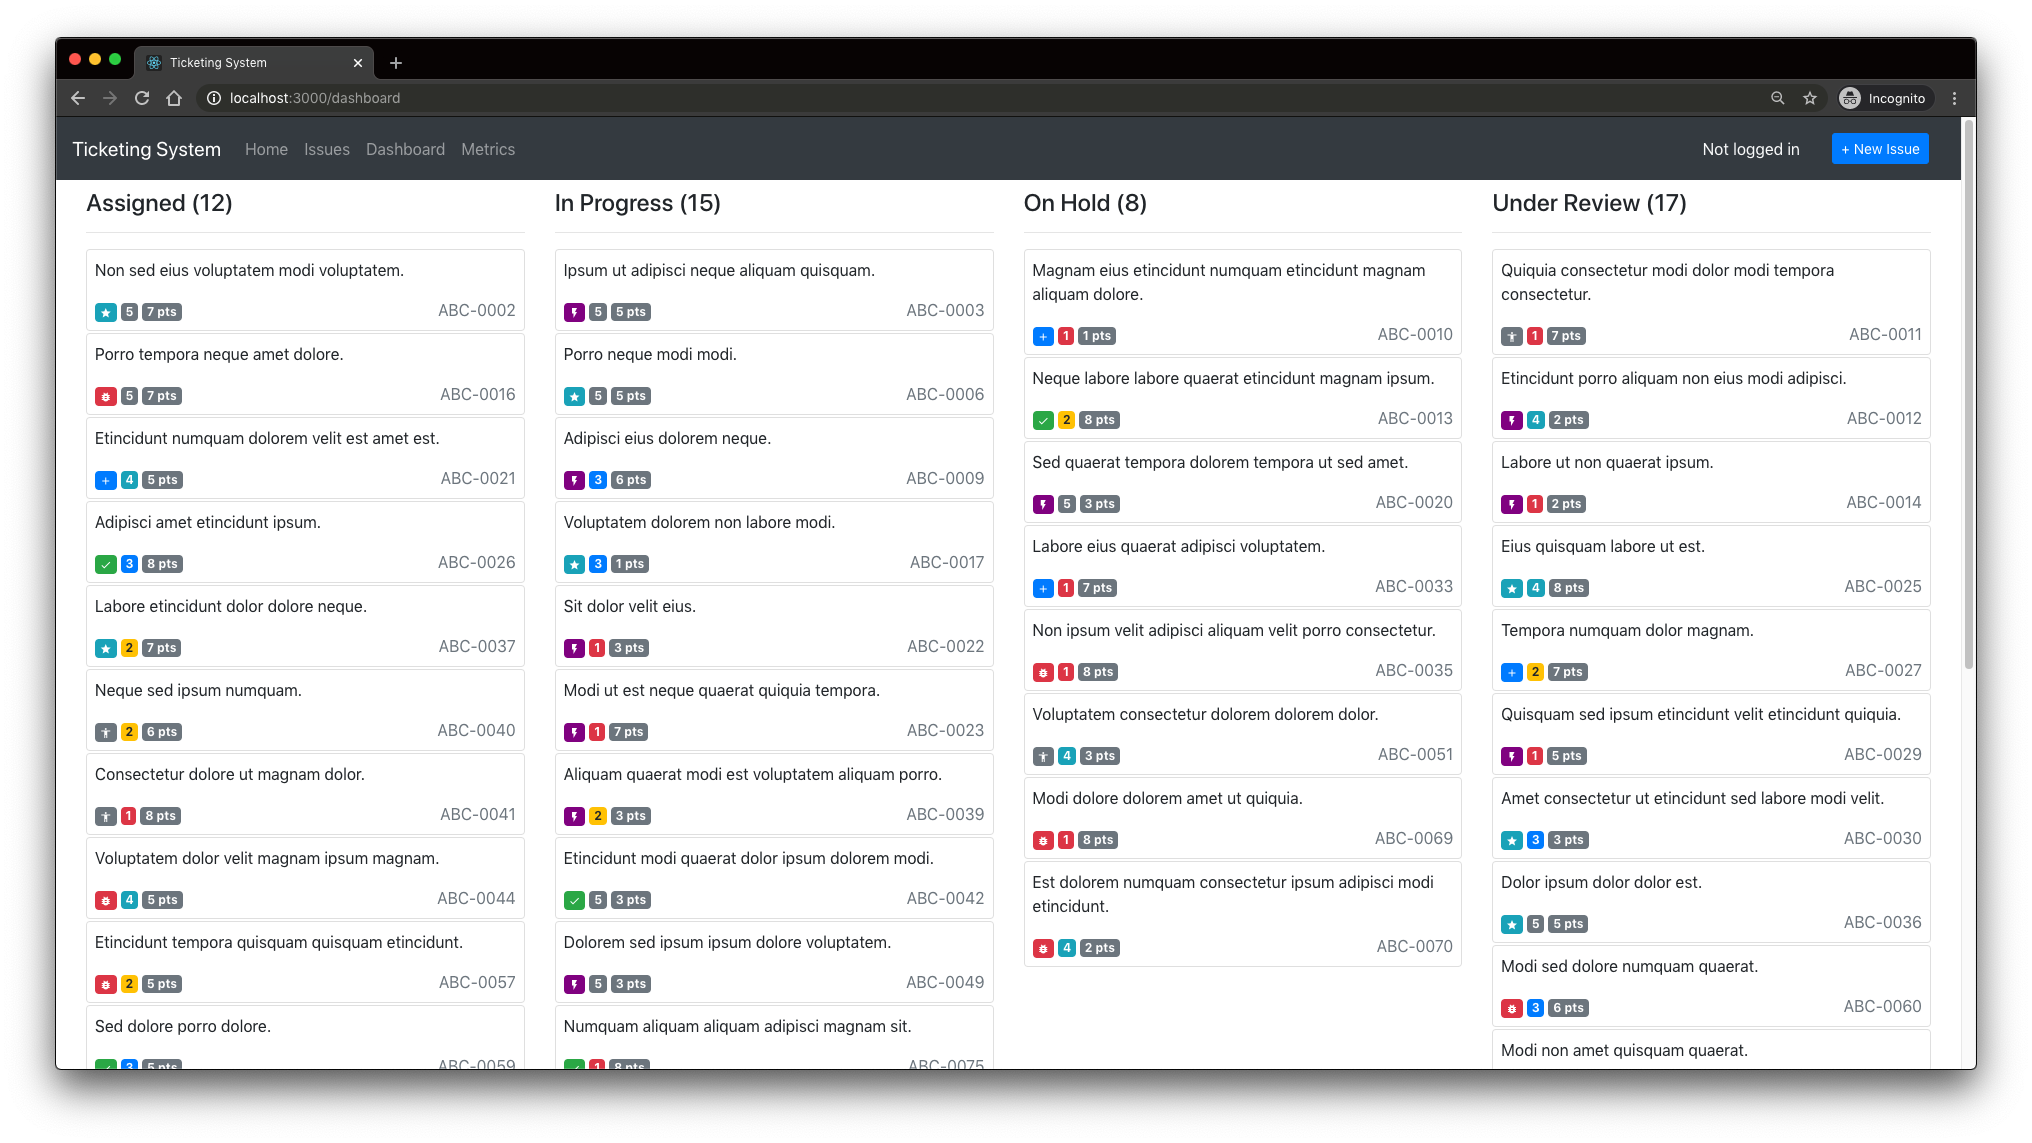 Ticketing System
localhost:3000/dashboard
Incognito
Ticketing System
Home
Issues
Dashboard
Metrics
Not logged in
+ New Issue
Assigned (12)
Non sed eius voluptatem modi voluptatem.
5 7 pts ABC-0002
Porro tempora neque amet dolore.
5 7 pts ABC-0016
Etincidunt numquam dolorem velit est amet est.
4 5 pts ABC-0021
Adipisci amet etincidunt ipsum.
3 8 pts ABC-0026
Labore etincidunt dolor dolore neque.
2 7 pts ABC-0037
Neque sed ipsum numquam.
2 6 pts ABC-0040
Consectetur dolore ut magnam dolor.
1 8 pts ABC-0041
Voluptatem dolor velit magnam ipsum magnam.
4 5 pts ABC-0044
Etincidunt tempora quisquam quisquam etincidunt.
2 5 pts ABC-0057
Sed dolore porro dolore.
3 5 pts ABC-0059
In Progress (15)
Ipsum ut adipisci neque aliquam quisquam.
5 5 pts ABC-0003
Porro neque modi modi.
5 5 pts ABC-0006
Adipisci eius dolorem neque.
3 6 pts ABC-0009
Voluptatem dolorem non labore modi.
3 1 pts ABC-0017
Sit dolor velit eius.
1 3 pts ABC-0022
Modi ut est neque quaerat quiquia tempora.
1 7 pts ABC-0023
Aliquam quaerat modi est voluptatem aliquam porro.
2 3 pts ABC-0039
Etincidunt modi quaerat dolor ipsum dolorem modi.
5 3 pts ABC-0042
Dolorem sed ipsum ipsum dolore voluptatem.
5 3 pts ABC-0049
Numquam aliquam aliquam adipisci magnam sit.
1 8 pts ABC-0075
On Hold (8)
Magnam eius etincidunt numquam etincidunt magnam
aliquam dolore.
1 1 pts ABC-0010
Neque labore labore quaerat etincidunt magnam ipsum.
2 8 pts ABC-0013
Sed quaerat tempora dolorem tempora ut sed amet.
5 3 pts ABC-0020
Labore eius quaerat adipisci voluptatem.
1 7 pts ABC-0033
Non ipsum velit adipisci aliquam velit porro consectetur.
1 8 pts ABC-0035
Voluptatem consectetur dolorem dolorem dolor.
4 3 pts ABC-0051
Modi dolore dolorem amet ut quiquia.
1 8 pts ABC-0069
Est dolorem numquam consectetur ipsum adipisci modi
etincidunt.
4 2 pts ABC-0070
Under Review (17)
Quiquia consectetur modi dolor modi tempora
consectetur.
1 7 pts ABC-0011
Etincidunt porro aliquam non eius modi adipisci.
4 2 pts ABC-0012
Labore ut non quaerat ipsum.
1 2 pts ABC-0014
Eius quisquam labore ut est.
4 8 pts ABC-0025
Tempora numquam dolor magnam.
2 7 pts ABC-0027
Quisquam sed ipsum etincidunt velit etincidunt quiquia.
1 5 pts ABC-0029
Amet consectetur ut etincidunt sed labore modi velit.
3 3 pts ABC-0030
Dolor ipsum dolor dolor est.
5 5 pts ABC-0036
Modi sed dolore numquam quaerat.
3 6 pts ABC-0060
Modi non amet quisquam quaerat.